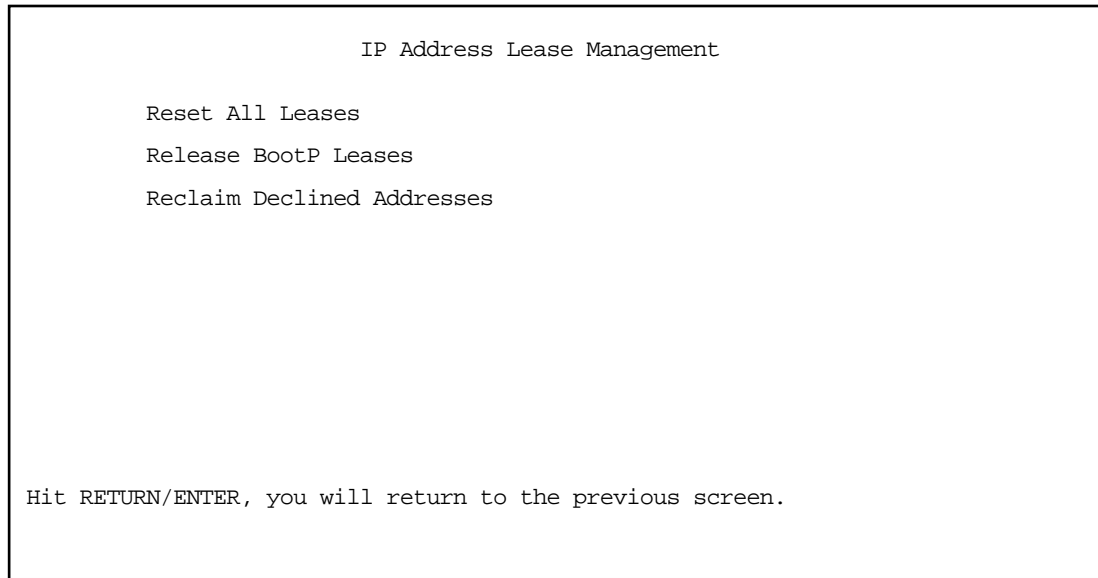 IP Address Lease Management
Reset All Leases
Release BootP Leases
Reclaim Declined Addresses
Hit RETURN/ENTER, you will return to the previous screen.